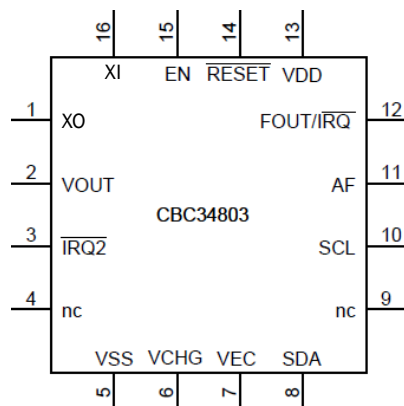 16 15 14 13
XI EN RESET VDD
1 XO FOUT/IRQ 12
2 VOUT AF 11
CBC34803
3 IRQ2 SCL 10
4 nc nc 9
VSS VCHG VEC SDA
5 6 7 8